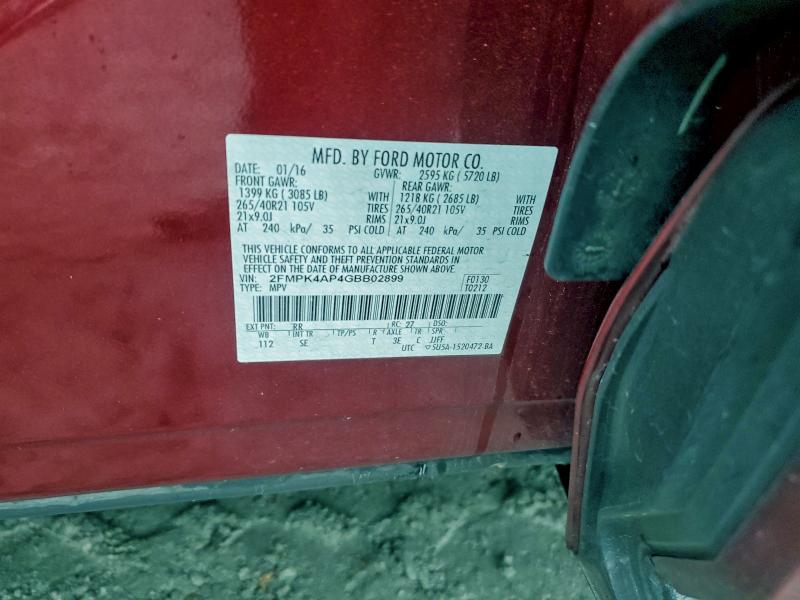 MFD. BY FORD MOTOR CO.
DATE: 01/16 GVWR: 2595 KG ( 5720 LB)
FRONT GAWR: REAR GAWR:
1399 KG ( 3085 LB) WITH 1218 KG ( 2685 LB) WITH
265/40R21 105V TIRES 265/40R21 105V TIRES
21x9.0J RIMS 21x9.0J RIMS
AT 240 kPa/ 35 PSI COLD AT 240 kPa/ 35 PSI COLD
THIS VEHICLE CONFORMS TO ALL APPLICABLE FEDERAL MOTOR
VEHICLE SAFETY AND THEFT PREVENTION STANDARDS IN
EFFECT ON THE DATE OF MANUFACTURE SHOWN ABOVE.
VIN: 2FMPK4AP4GBB02899 F0130
TYPE: MPV T0212
EXT PNT: RR RC: 27 DSO:
WB INT TR TP/PS R AXLE TR SPR
112 SE T 3E C JJFF
UTC ▽SU5A-1520472-BA